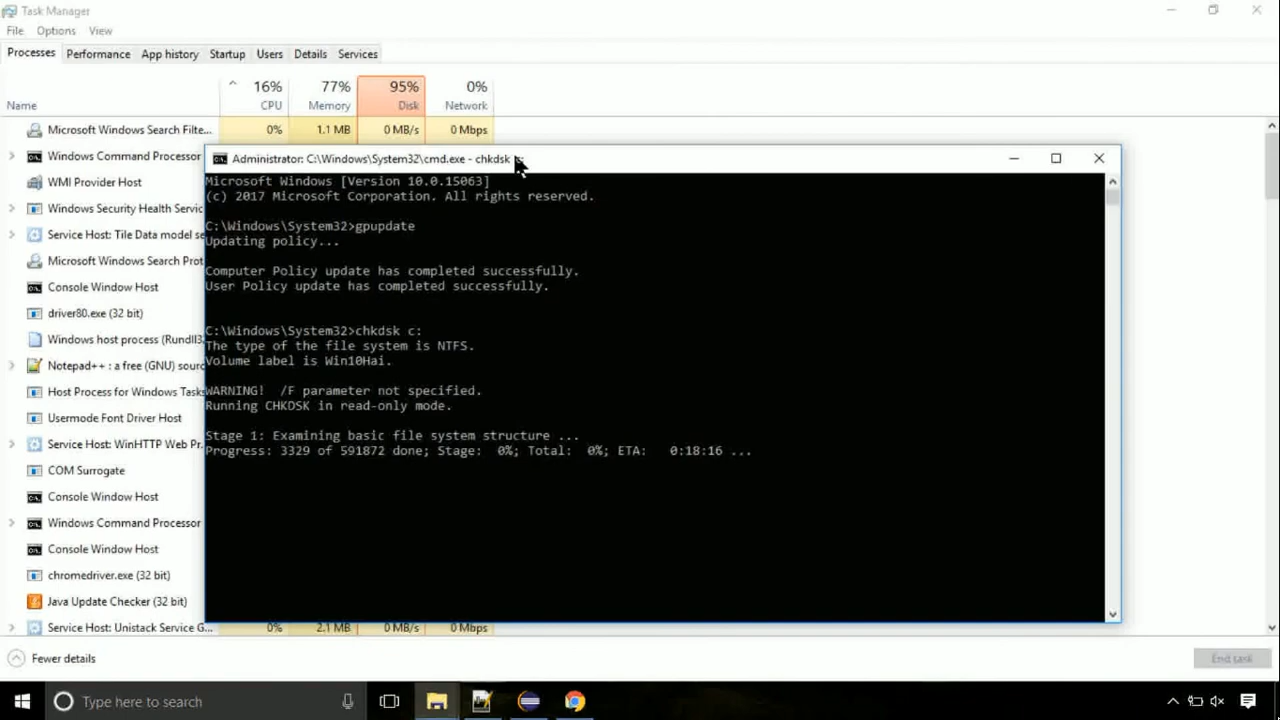 Task Manager
File Options View
Processes Performance App history Startup Users Details Services
16% 77% 95% 0%
Name CPU Memory Disk Network
Microsoft Windows Search Filte... 0% 1.1 MB 0 MB/s 0 Mbps
Windows Command Processor
WMI Provider Host
Windows Security Health Servic
Service Host: Tile Data model se
Microsoft Windows Search Prot
Console Window Host
driver80.exe (32 bit)
Windows host process (Rundll3
Notepad++ : a free (GNU) sourc
Host Process for Windows Task
Usermode Font Driver Host
Service Host: WinHTTP Web Pr
COM Surrogate
Console Window Host
Windows Command Processor
Console Window Host
chromedriver.exe (32 bit)
Java Update Checker (32 bit)
Service Host: Unistack Service G... 0% 2.1 MB 0 MB/s 0 Mbps
Administrator: C:\Windows\System32\cmd.exe - chkdsk
Microsoft Windows [Version 10.0.15063]
(c) 2017 Microsoft Corporation. All rights reserved.
C:\Windows\System32>gpupdate
Updating policy...
Computer Policy update has completed successfully.
User Policy update has completed successfully.
C:\Windows\System32>chkdsk c:
The type of the file system is NTFS.
Volume label is Win10Hai.
WARNING! /F parameter not specified.
Running CHKDSK in read-only mode.
Stage 1: Examining basic file system structure ...
Progress: 3329 of 591872 done; Stage: 0%; Total: 0%; ETA: 0:18:16 ...
Fewer details
End task
Type here to search